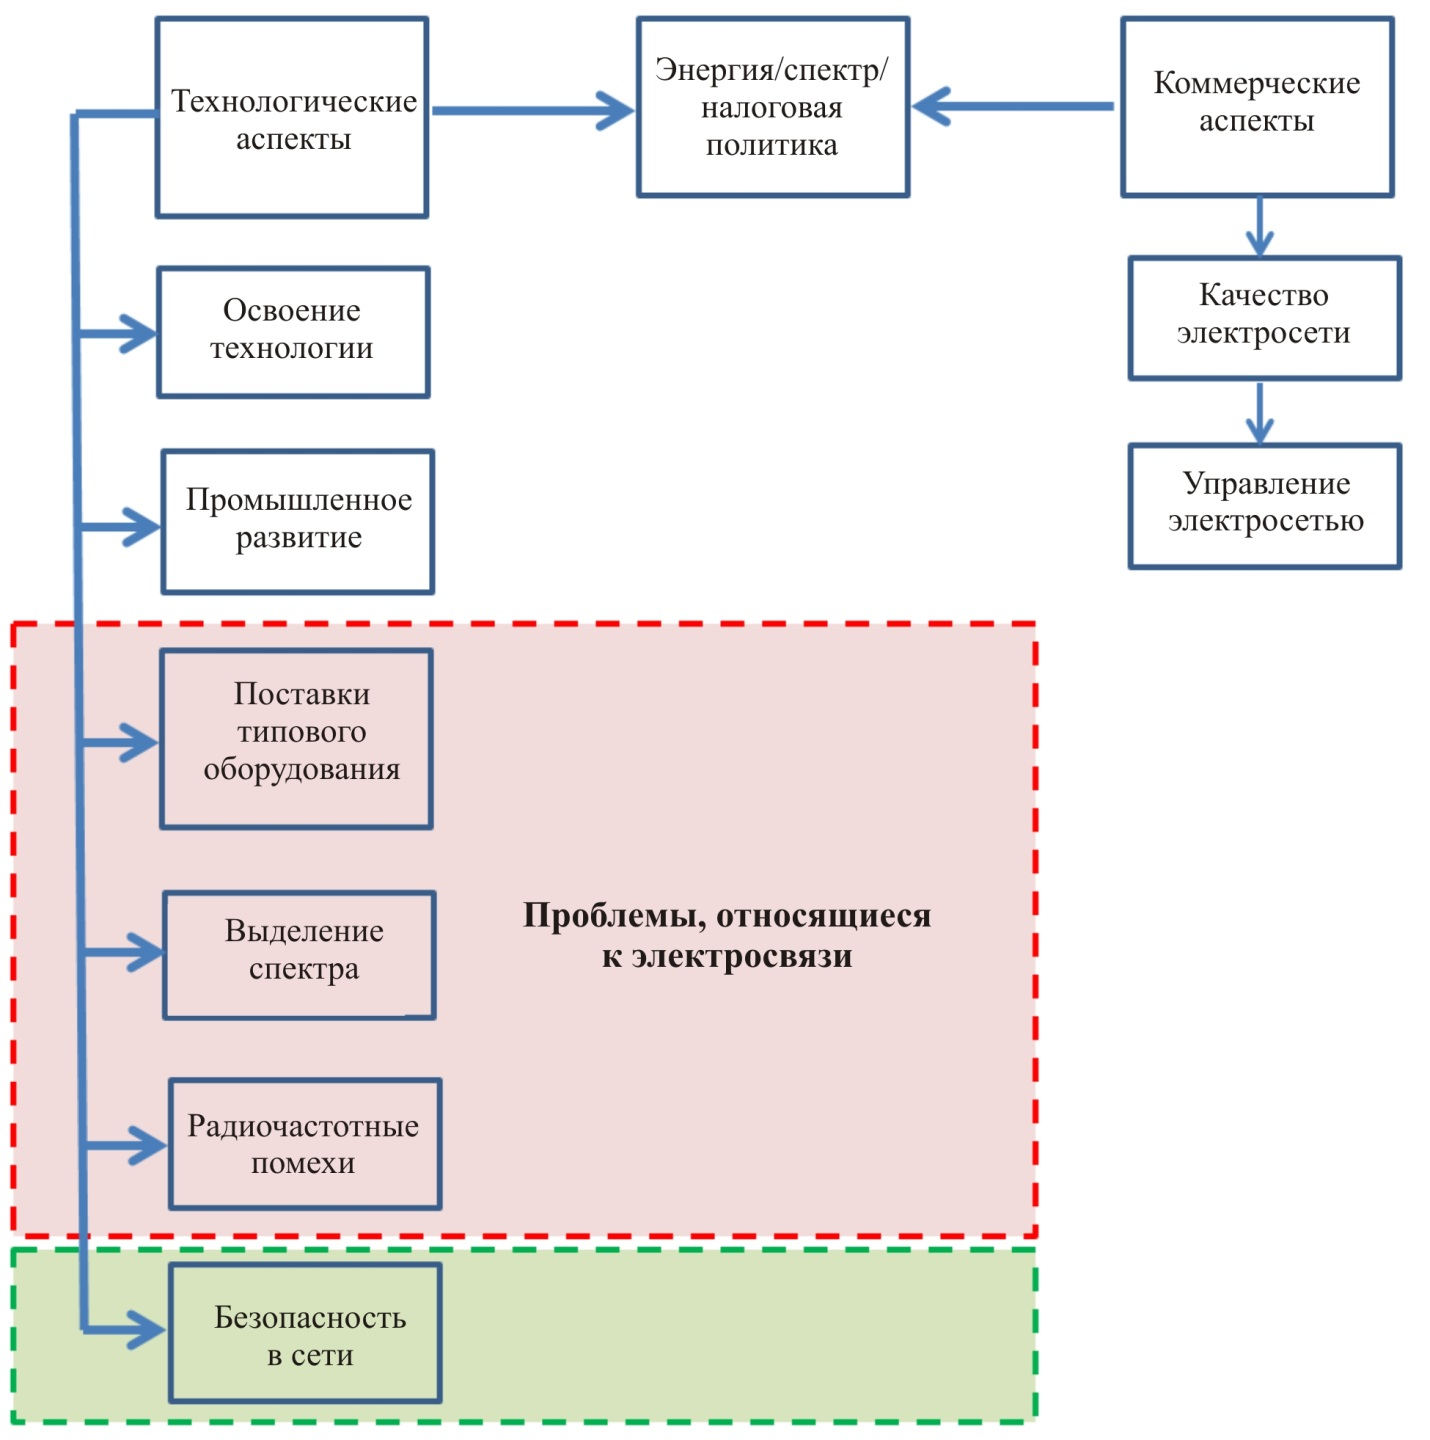 Технологические
аспекты
Энергия/спектр/
налоговая
политика
Коммерческие
аспекты
Освоение
технологии
Качество
электросети
Промышленное
развитие
Управление
электросетью
Поставки
типового
оборудования
Выделение
спектра
Проблемы, относящиеся
к электросвязи
Радиочастотные
помехи
Безопасность
в сети